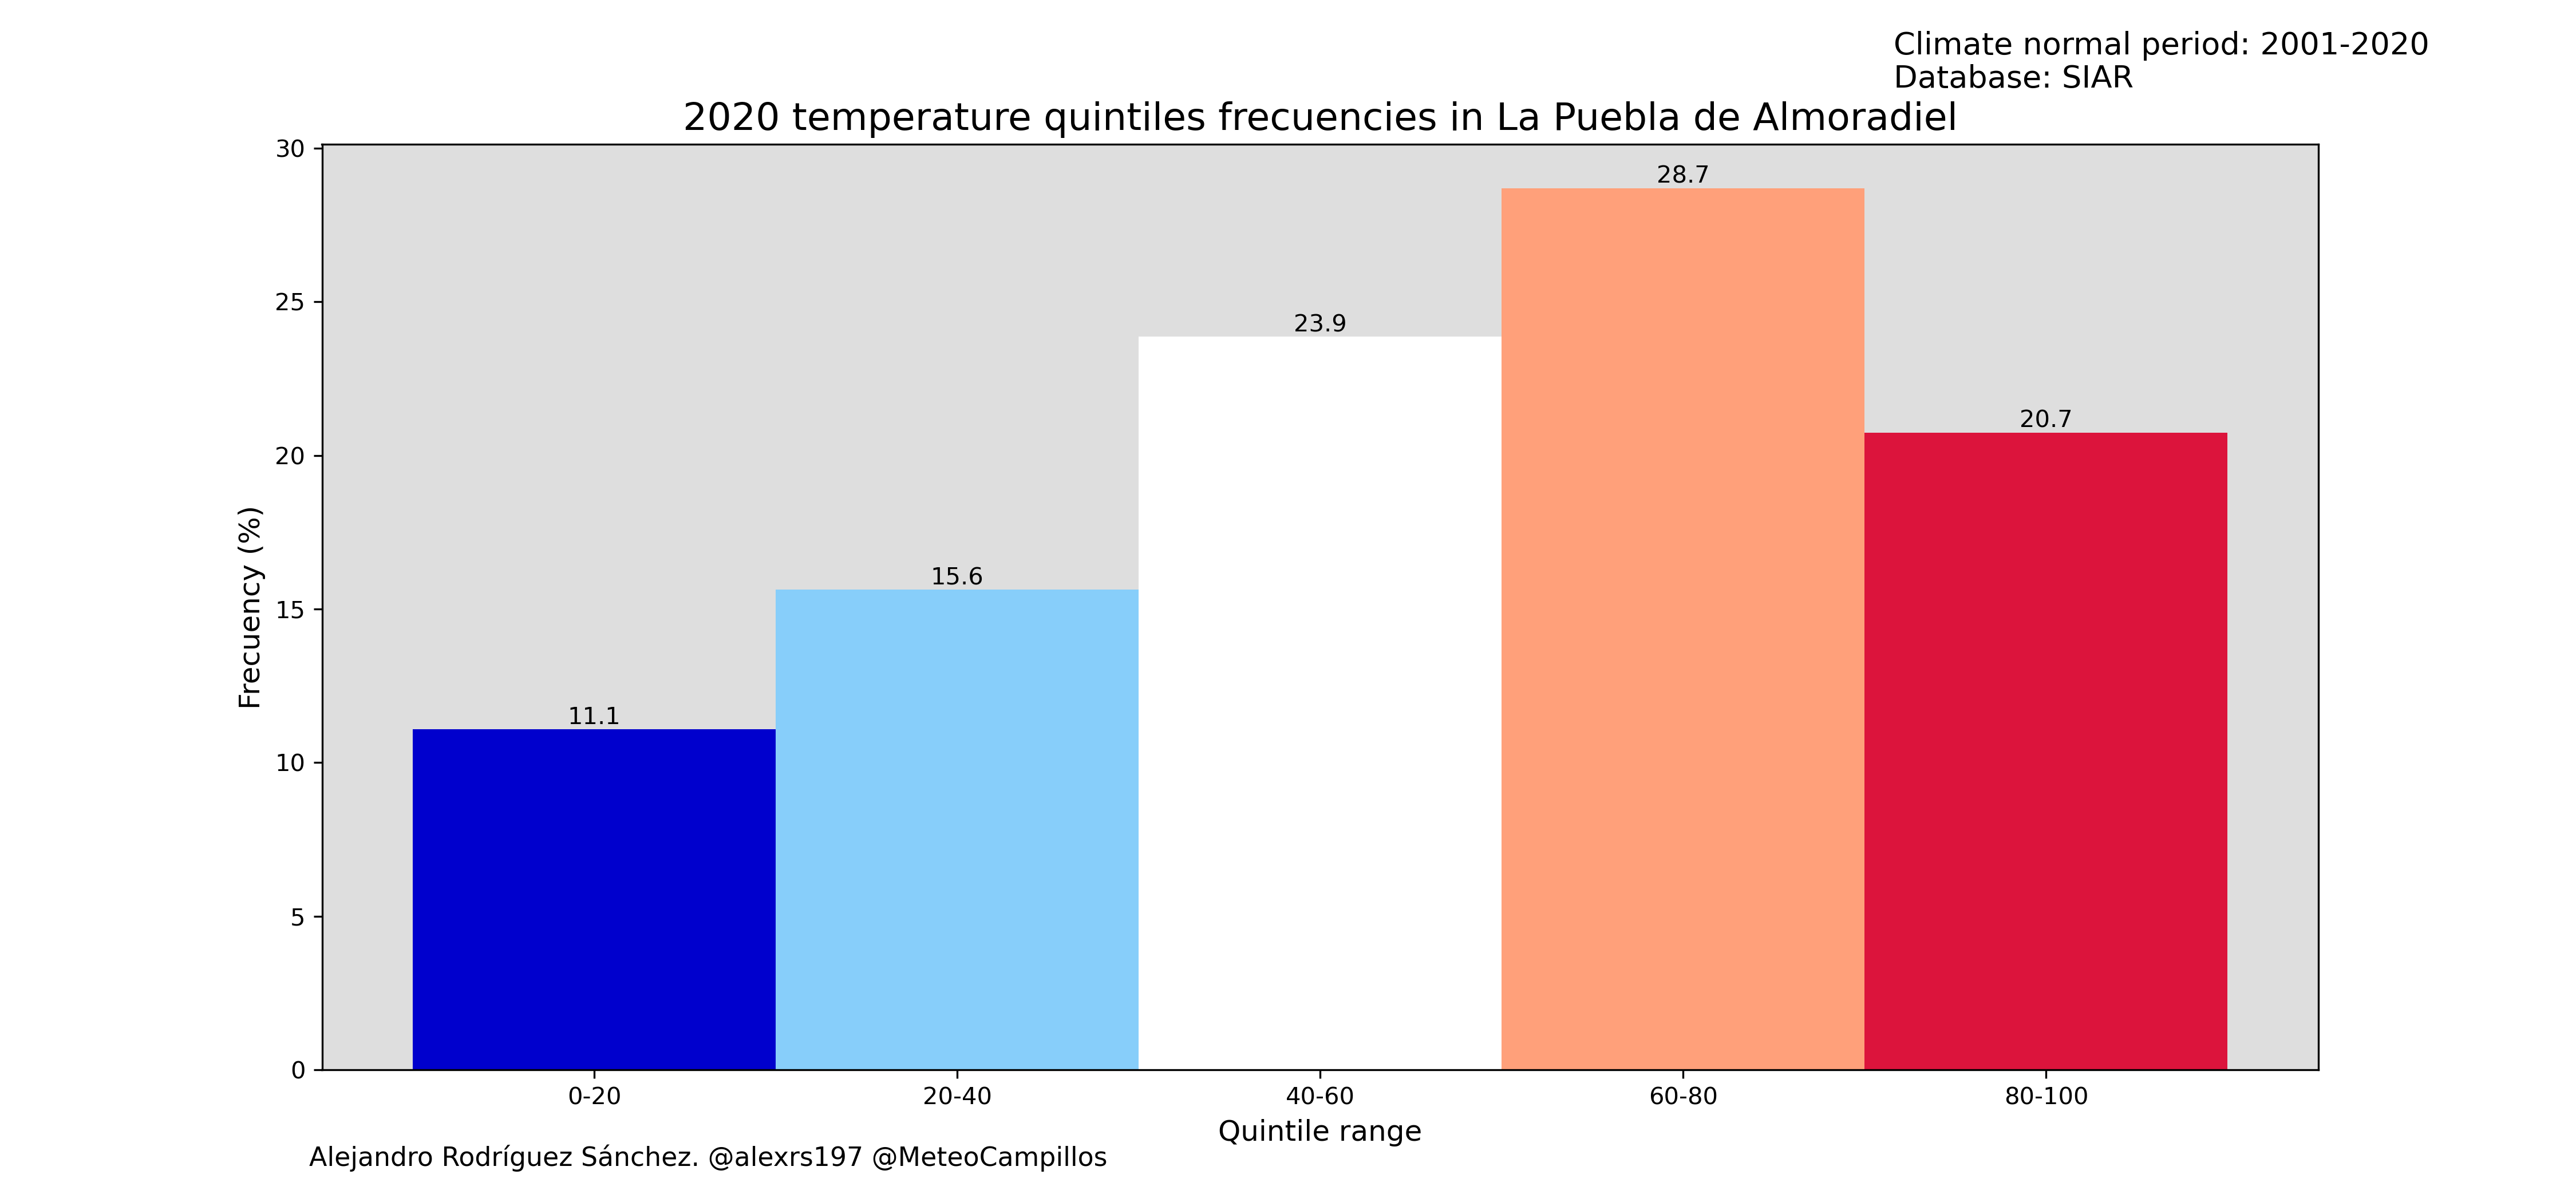 Climate normal period: 2001-2020
Database: SIAR
2020 temperature quintiles frecuencies in La Puebla de Almoradiel
30
25
20
15
10
5
0
Frecuency (%)
11.1
15.6
23.9
28.7
20.7
0-20
20-40
40-60
60-80
80-100
Quintile range
Alejandro Rodríguez Sánchez. @alexrs197 @MeteoCampillos